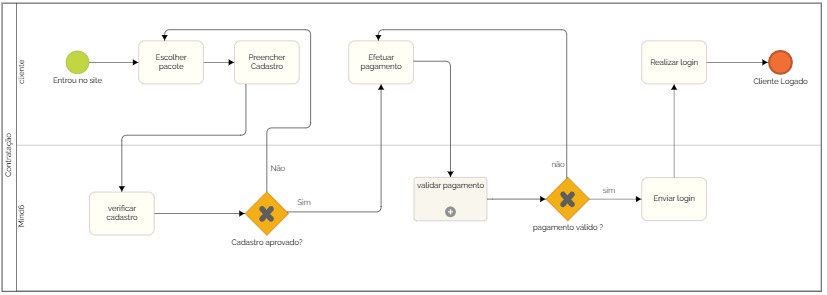 Contratação
cliente
Entrou no site
Escolher
pacote
Preencher
Cadastro
Efetuar
pagamento
Realizar login
Cliente Logado
Mind6
verificar
cadastro
Não
Sim
Cadastro aprovado?
validar pagamento
não
sim
pagamento válido ?
Enviar login